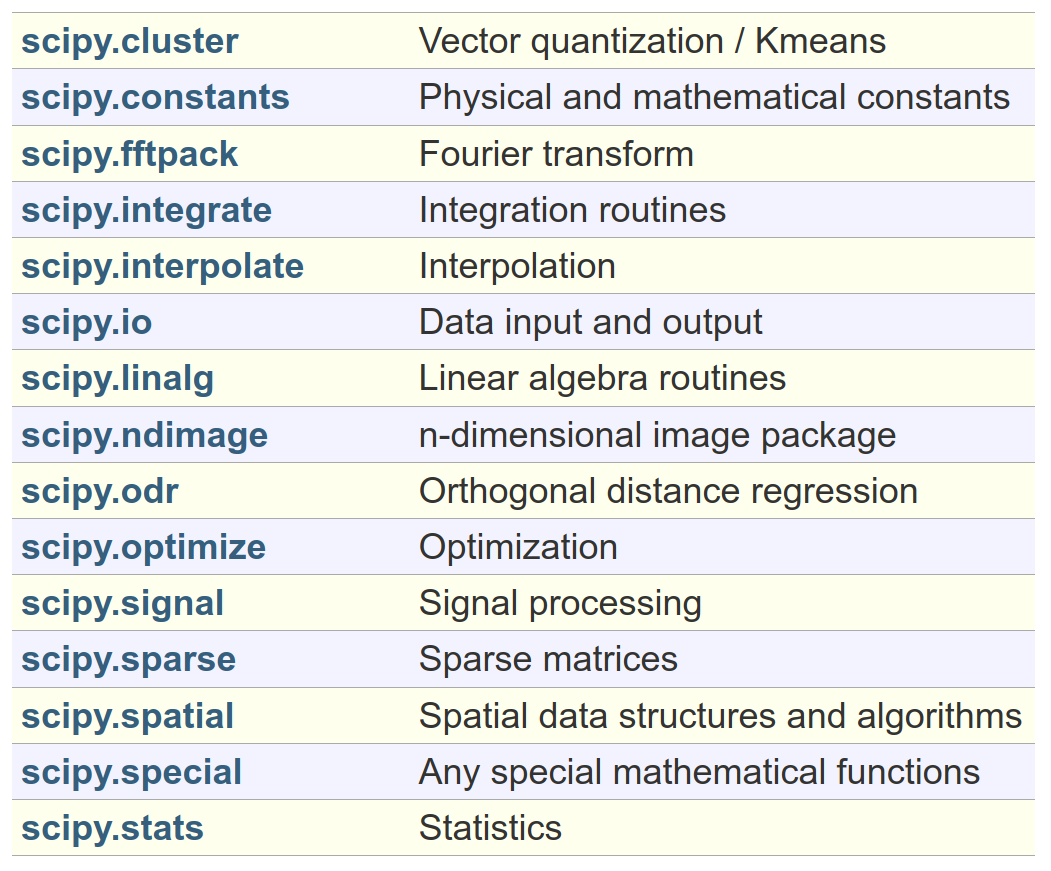 scipy.cluster Vector quantization / Kmeans
scipy.constants Physical and mathematical constants
scipy.fftpack Fourier transform
scipy.integrate Integration routines
scipy.interpolate Interpolation
scipy.io Data input and output
scipy.linalg Linear algebra routines
scipy.ndimage n-dimensional image package
scipy.odr Orthogonal distance regression
scipy.optimize Optimization
scipy.signal Signal processing
scipy.sparse Sparse matrices
scipy.spatial Spatial data structures and algorithms
scipy.special Any special mathematical functions
scipy.stats Statistics